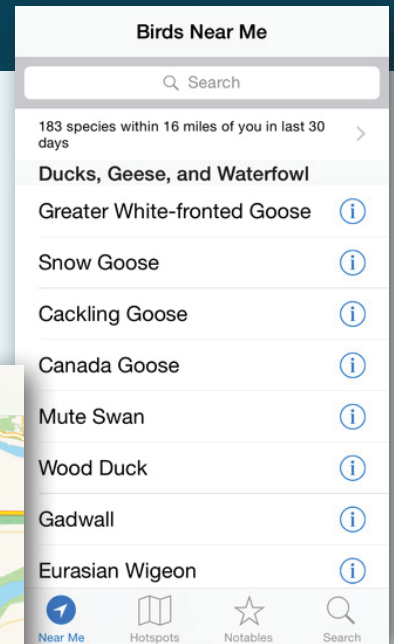 Birds Near Me
Search
183 species within 16 miles of you in last 30
days
Ducks, Geese, and Waterfowl
Greater White-fronted Goose
Snow Goose
Cackling Goose
Canada Goose
Mute Swan
Wood Duck
Gadwall
Eurasian Wigeon
Near Me Hotspots Notables Search